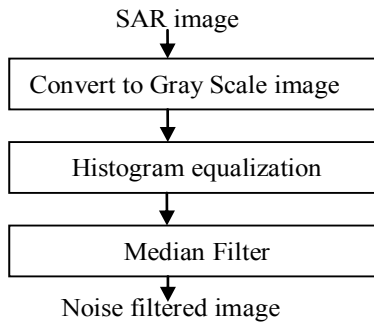 SAR image
Convert to Gray Scale image
Histogram equalization
Median Filter
Noise filtered image